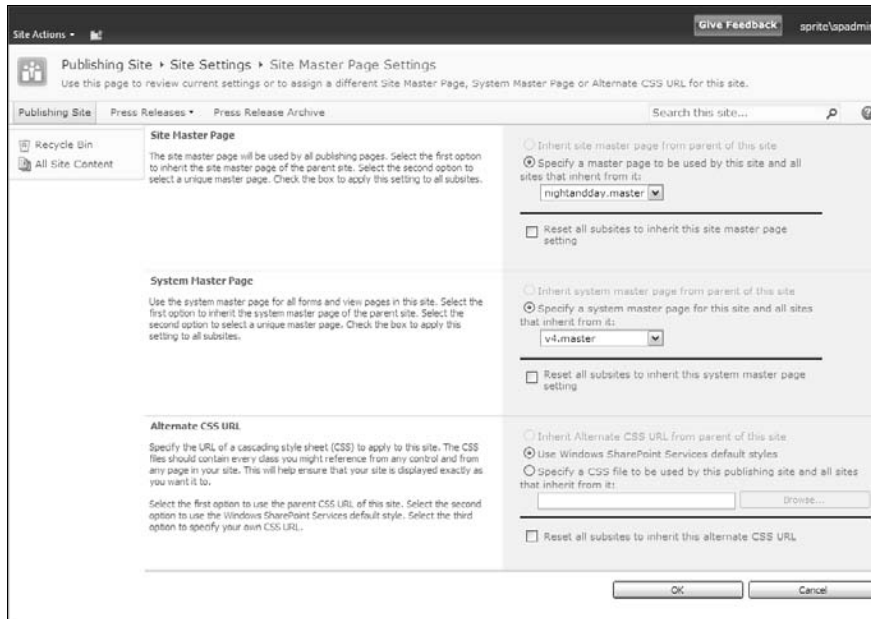 Give Feedback
sprite\spadmin
Site Actions
Publishing Site ▸ Site Settings ▸ Site Master Page Settings
Use this page to review current settings or to assign a different Site Master Page, System Master Page or Alternate CSS URL for this site.
Publishing Site
Press Releases
Press Release Archive
Search this site...
Recycle Bin
All Site Content
Site Master Page
The site master page will be used by all publishing pages. Select the first option
to inherit the site master page of the parent site. Select the second option to
select a unique master page. Check the box to apply this setting to all subsites.
Inherit site master page from parent of this site
Specify a master page to be used by this site and all
sites that inherit from it:
nightandday.master
Reset all subsites to inherit this site master page
setting
System Master Page
Use the system master page for all forms and view pages in this site. Select the
first option to inherit the system master page of the parent site. Select the
second option to select a unique master page. Check the box to apply this
setting to all subsites.
Inherit system master page from parent of this site
Specify a system master page for this site and all sites
that inherit from it:
v4.master
Reset all subsites to inherit this system master page
setting
Alternate CSS URL
Specify the URL of a cascading style sheet (CSS) to apply to this site. The CSS
files should contain every class you might reference from any control and from
any page in your site. This will help ensure that your site is displayed exactly as
you want it to.
Select the first option to use the parent CSS URL of this site. Select the second
option to use the Windows SharePoint Services default style. Select the third
option to specify your own CSS URL.
Inherit Alternate CSS URL from parent of this site
Use Windows SharePoint Services default styles
Specify a CSS file to be used by this publishing site and all sites
that inherit from it:
Browse...
Reset all subsites to inherit this alternate CSS URL
OK
Cancel